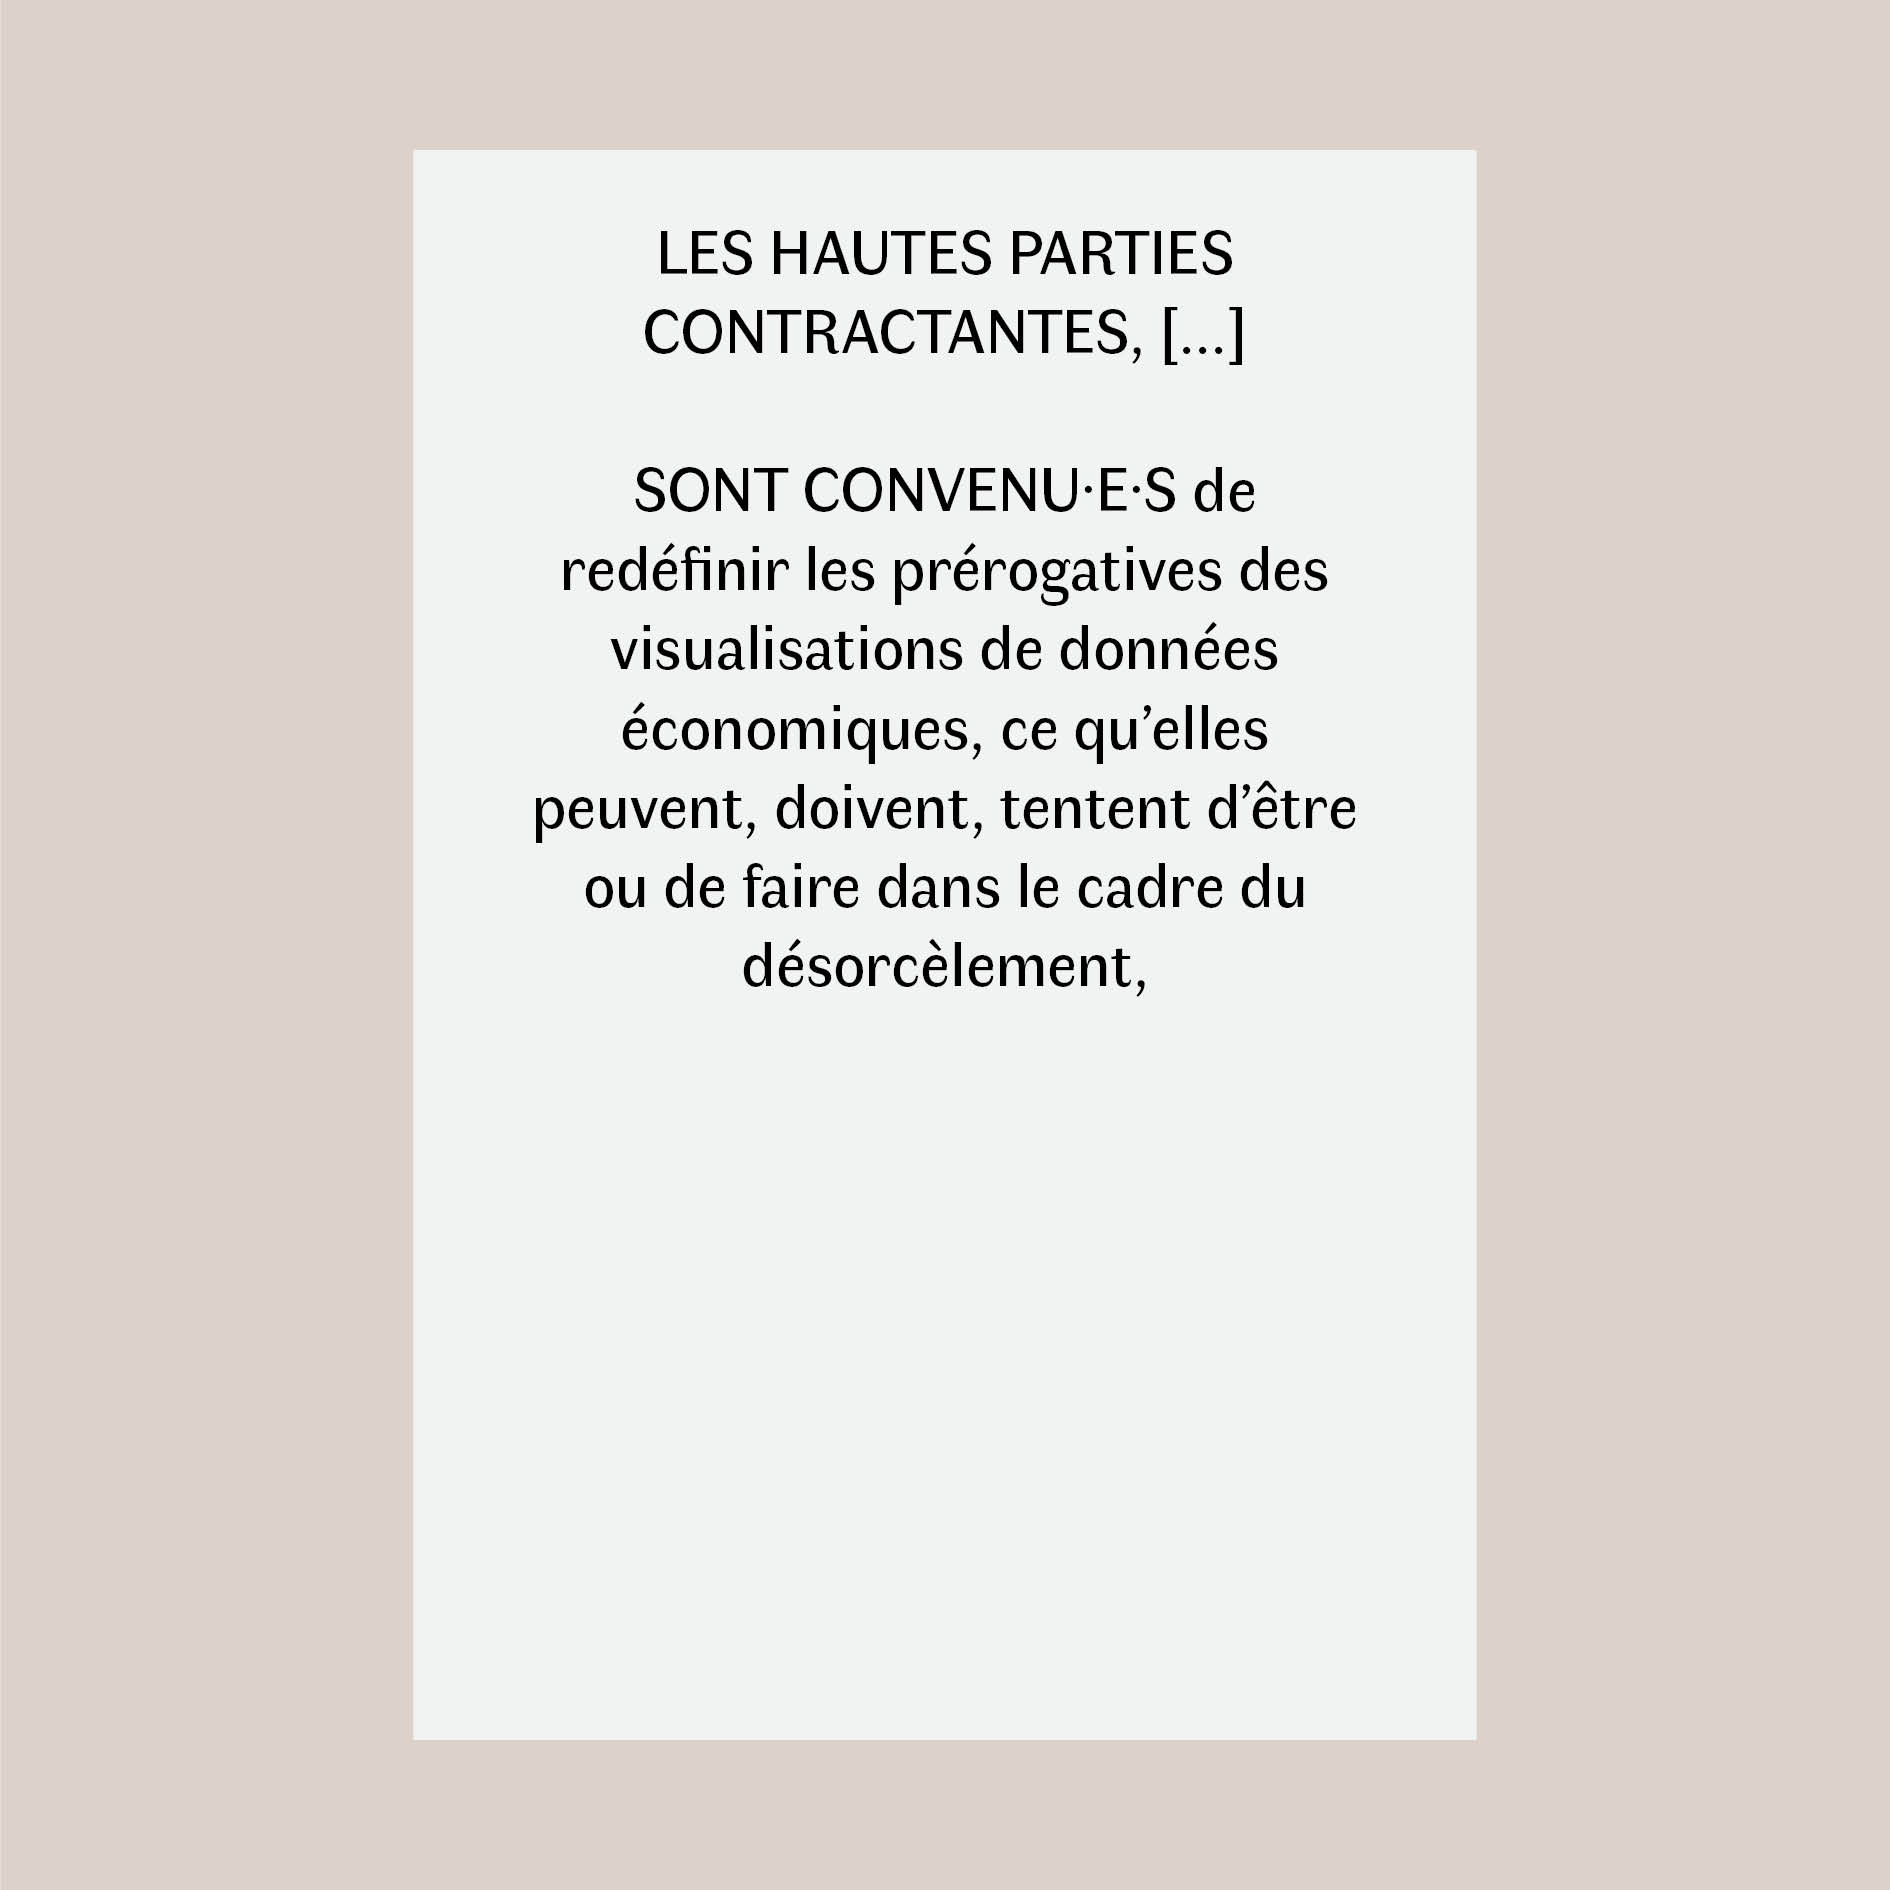 LES HAUTES PARTIES
CONTRACTANTES, [...]
SONT CONVENU·E·S de
redéfinir les prérogatives des
visualisations de données
économiques, ce qu’elles
peuvent, doivent, tentent d’être
ou de faire dans le cadre du
désorcèlement,